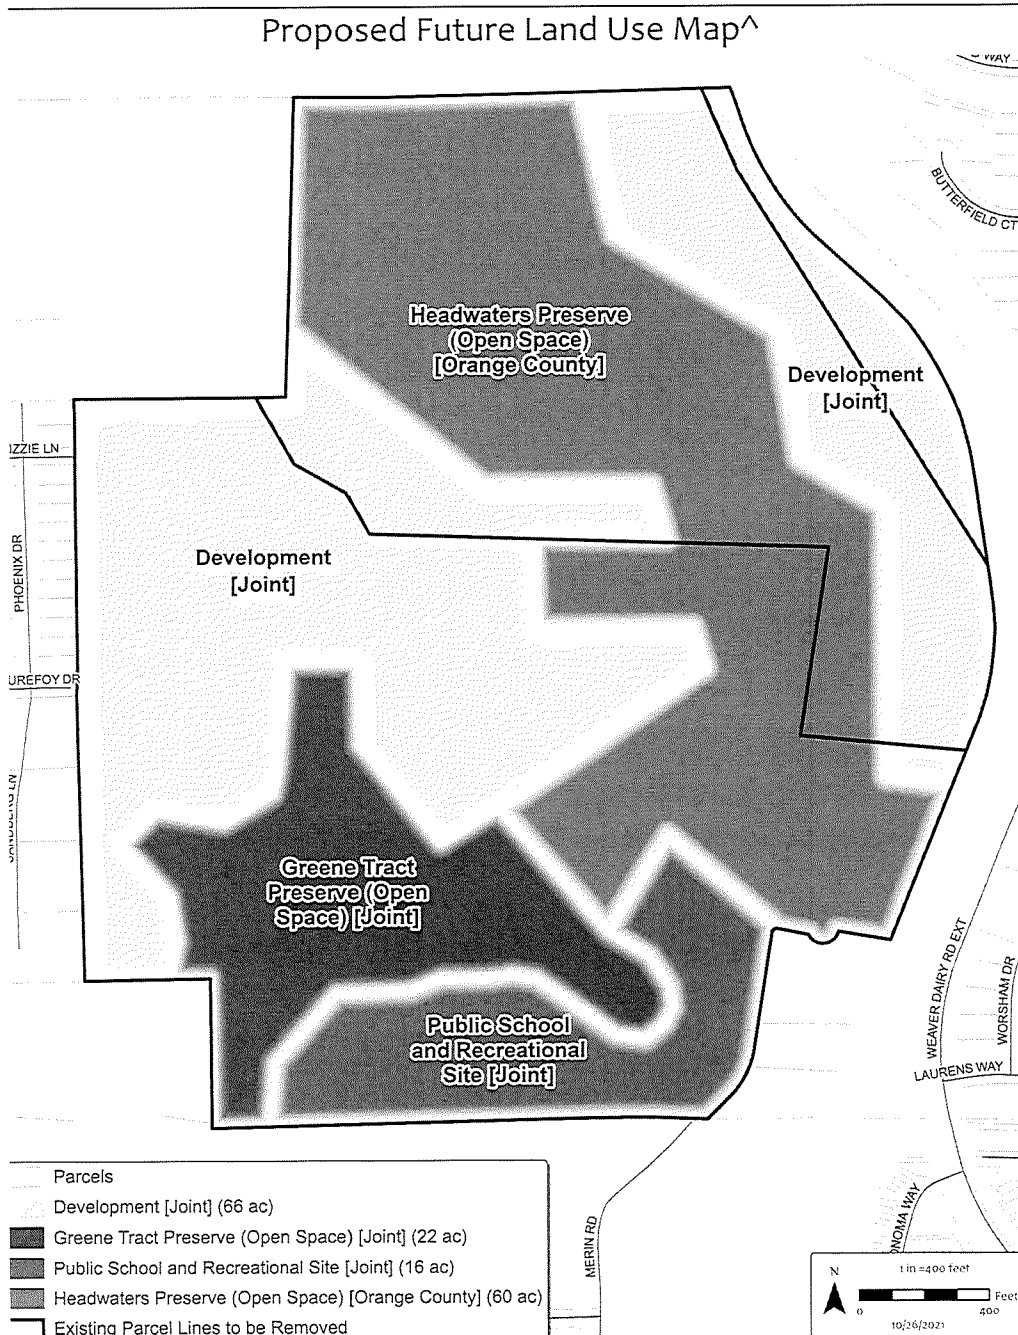 Proposed Future Land Use Map^
WAY
BUTTERFIELD CT
Headwaters Preserve
(Open Space)
[Orange County]
Development
[Joint]
IZZIE LN
PHOENIX DR
Development
[Joint]
UREFOY DR
SANDBERG LN
Greene Tract
Preserve (Open
Space) [Joint]
Public School
and Recreational
Site [Joint]
WEAVER DAIRY RD EXT
WORSHAM DR
LAURENS WAY
MERIN RD
ONOMA WAY
Parcels
Development [Joint] (66 ac)
Greene Tract Preserve (Open Space) [Joint] (22 ac)
Public School and Recreational Site [Joint] (16 ac)
Headwaters Preserve (Open Space) [Orange County] (60 ac)
Existing Parcel Lines to be Removed
N
1 in =400 feet
Feet
0
400
10/26/2021